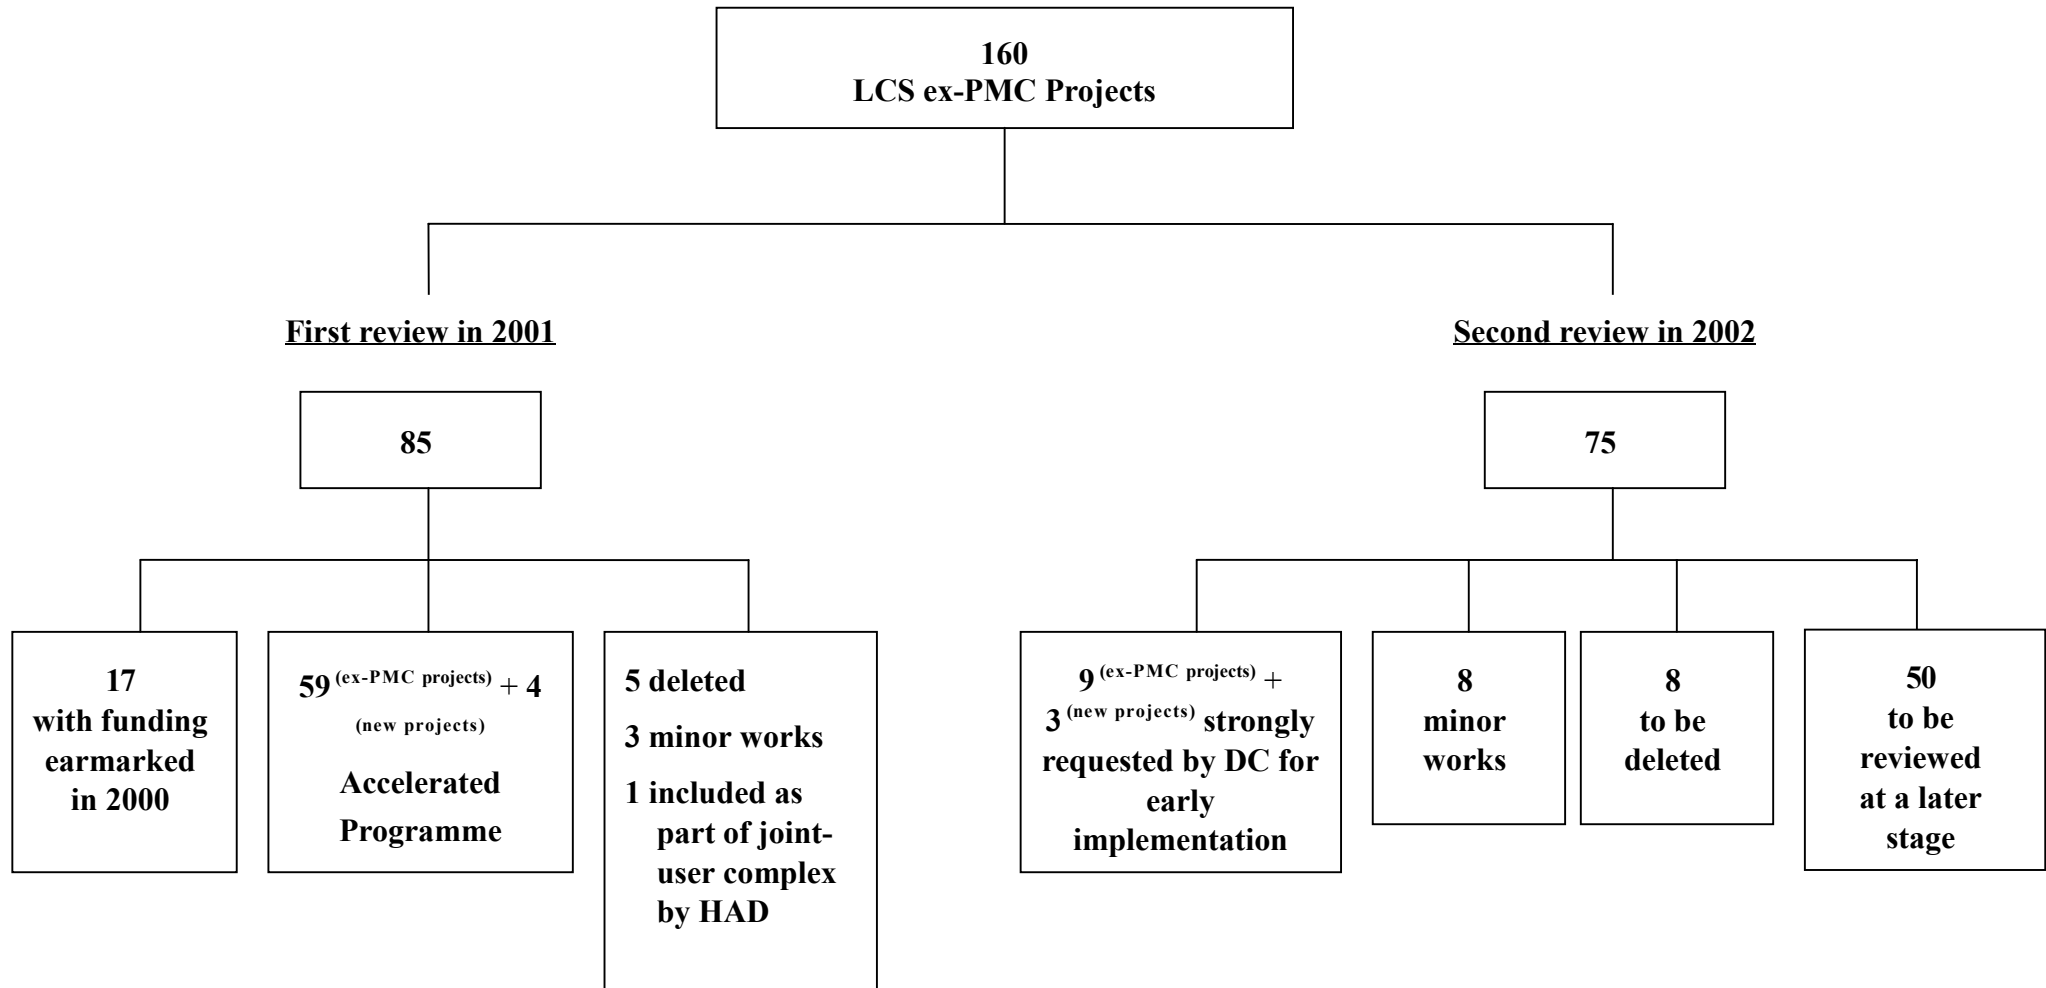 160
LCS ex-PMC Projects
First review in 2001
Second review in 2002
85
75
17
with funding
earmarked
in 2000
59 (ex-PMC projects) + 4
(new projects)
Accelerated
Programme
5 deleted
3 minor works
1 included as
part of joint-
user complex
by HAD
9 (ex-PMC projects) +
3 (new projects) strongly
requested by DC for
early
implementation
8
minor
works
8
to be
deleted
50
to be
reviewed
at a later
stage